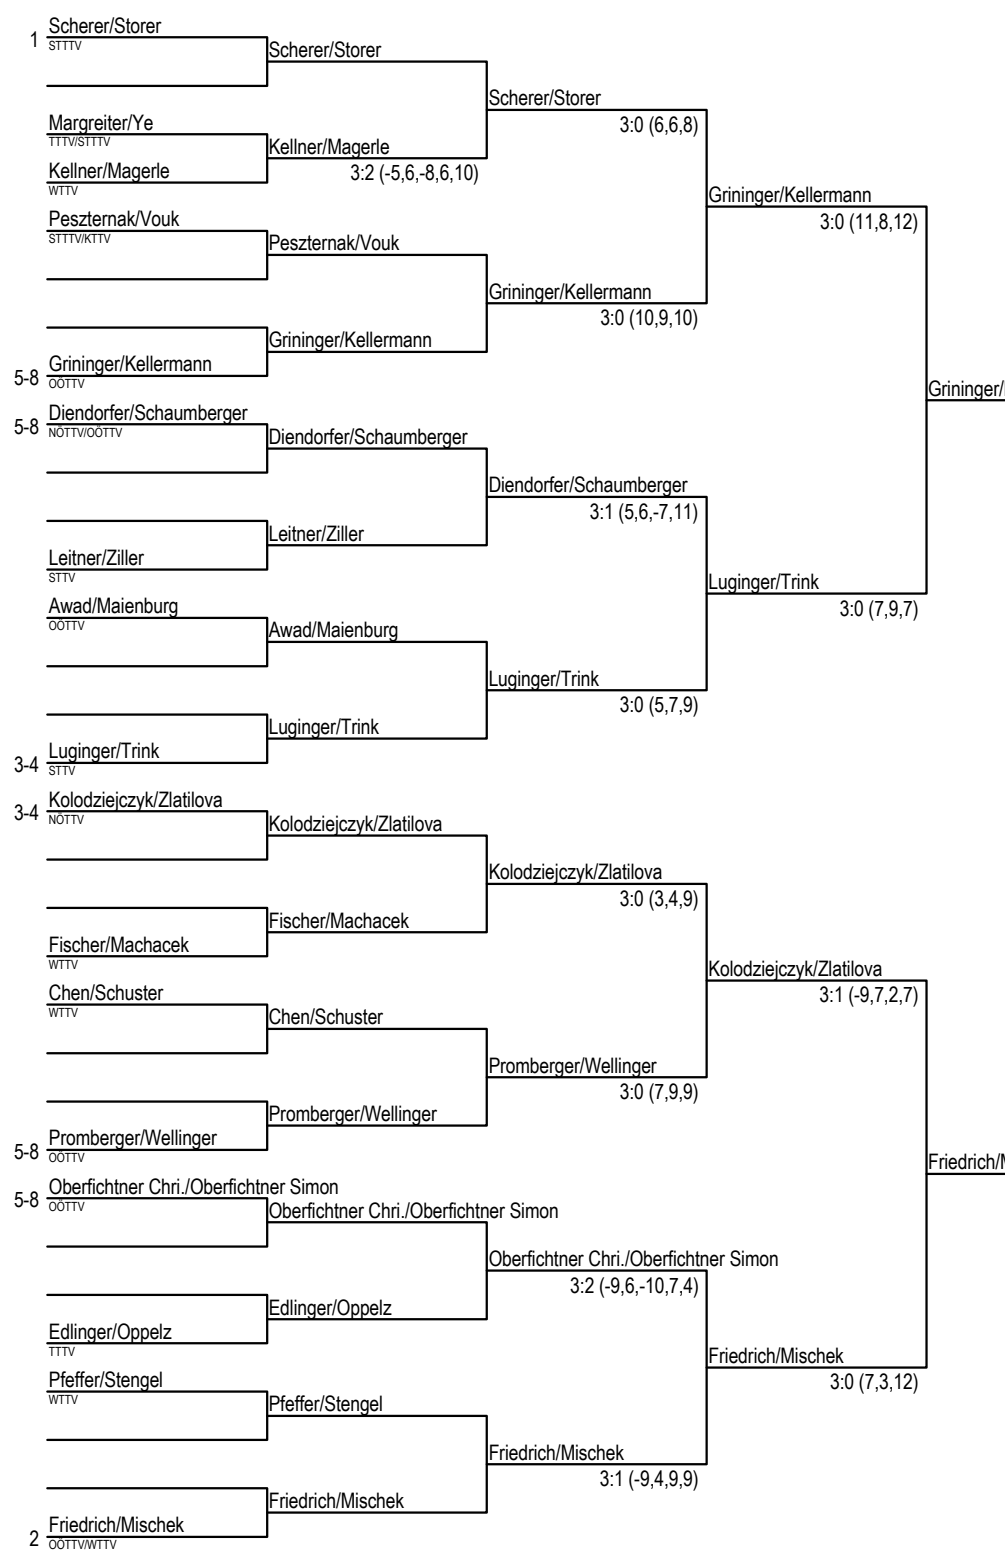 Scherer/Storer
1
STTTV
Scherer/Storer
Scherer/Storer
3:0 (6,6,8)
Margreiter/Ye
TTTV/STTTV
Kellner/Magerle
3:2 (-5,6,-8,6,10)
Kellner/Magerle
WTTV
Grininger/Kellermann
3:0 (11,8,12)
Peszternak/Vouk
STTTV/KTTV
Peszternak/Vouk
Grininger/Kellermann
3:0 (10,9,10)
Grininger/Kellermann
5-8
Grininger/Kellermann
OÖTTV
Grininger/
5-8
Diendorfer/Schaumberger
NÖTTV/OÖTTV
Diendorfer/Schaumberger
Diendorfer/Schaumberger
3:1 (5,6,-7,11)
Leitner/Ziller
Leitner/Ziller
STTV
Luginger/Trink
3:0 (7,9,7)
Awad/Maienburg
OÖTTV
Awad/Maienburg
Luginger/Trink
3:0 (5,7,9)
Luginger/Trink
3-4
Luginger/Trink
STTV
3-4
Kolodziejczyk/Zlatilova
NÖTTV
Kolodziejczyk/Zlatilova
Kolodziejczyk/Zlatilova
3:0 (3,4,9)
Fischer/Machacek
Fischer/Machacek
WTTV
Kolodziejczyk/Zlatilova
3:1 (-9,7,2,7)
Chen/Schuster
WTTV
Chen/Schuster
Promberger/Wellinger
3:0 (7,9,9)
Promberger/Wellinger
5-8
Promberger/Wellinger
OÖTTV
Friedrich/
5-8
Oberfichtner Chri./Oberfichtner Simon
OÖTTV
Oberfichtner Chri./Oberfichtner Simon
Oberfichtner Chri./Oberfichtner Simon
3:2 (-9,6,-10,7,4)
Edlinger/Oppelz
Edlinger/Oppelz
TTTV
Friedrich/Mischek
3:0 (7,3,12)
Pfeffer/Stengel
WTTV
Pfeffer/Stengel
Friedrich/Mischek
3:1 (-9,4,9,9)
Friedrich/Mischek
2
Friedrich/Mischek
OÖTTV/WTTV